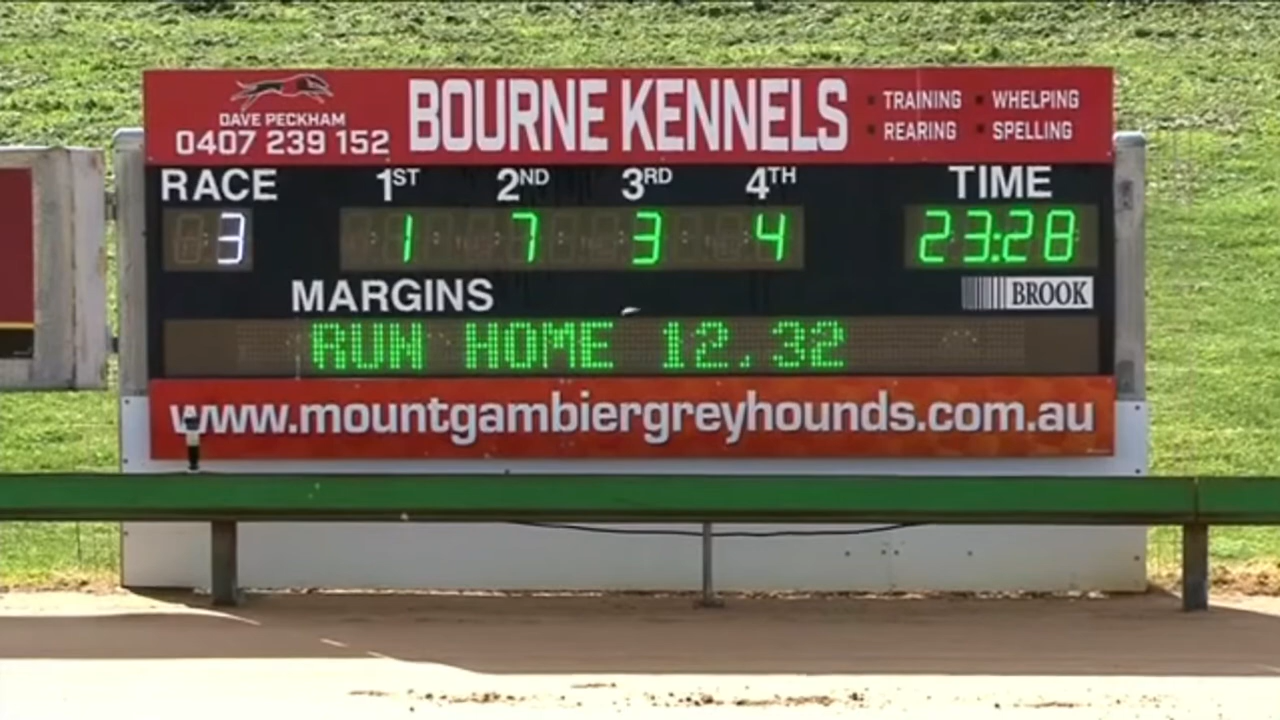 DAVE PECKHAM
0407 239 152
BOURNE KENNELS
TRAINING
WHELPING
REARING
SPELLING
RACE 1ST 2ND 3RD 4TH TIME
3 1 7 3 4 23:28
MARGINS
BROOK
RUN HOME 12.32
www.mountgambiergreyhounds.com.au